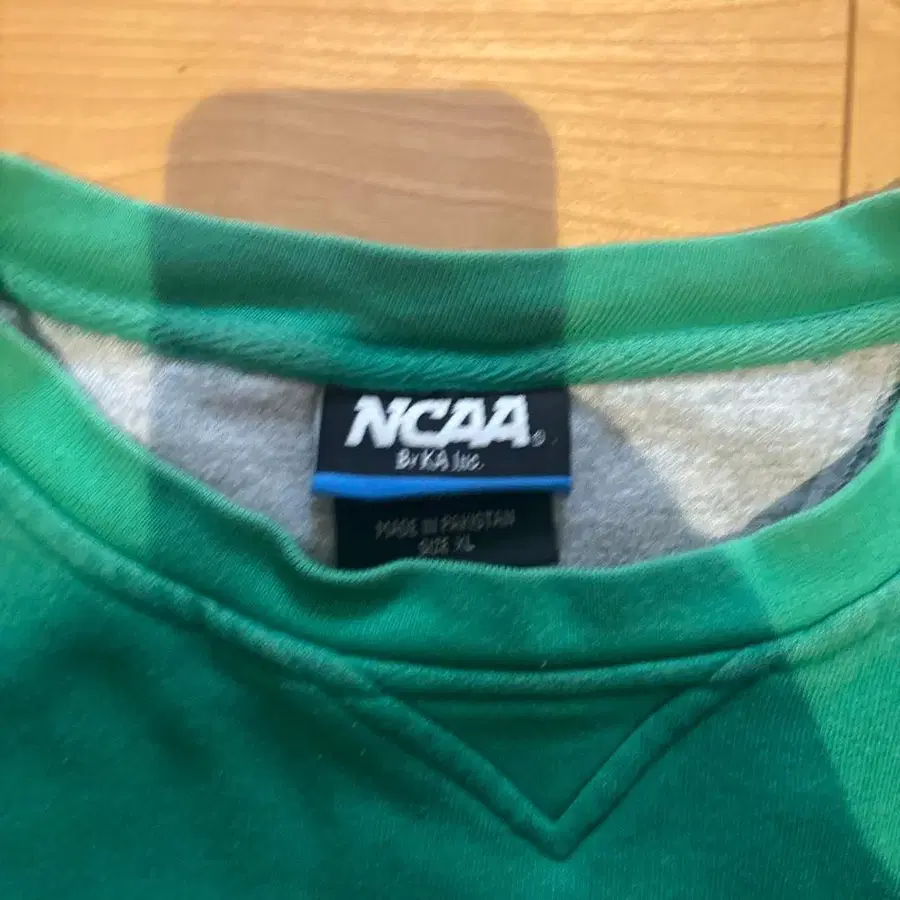 NCAA®
By KA Inc.
MADE IN PAKISTAN
SIZE XL